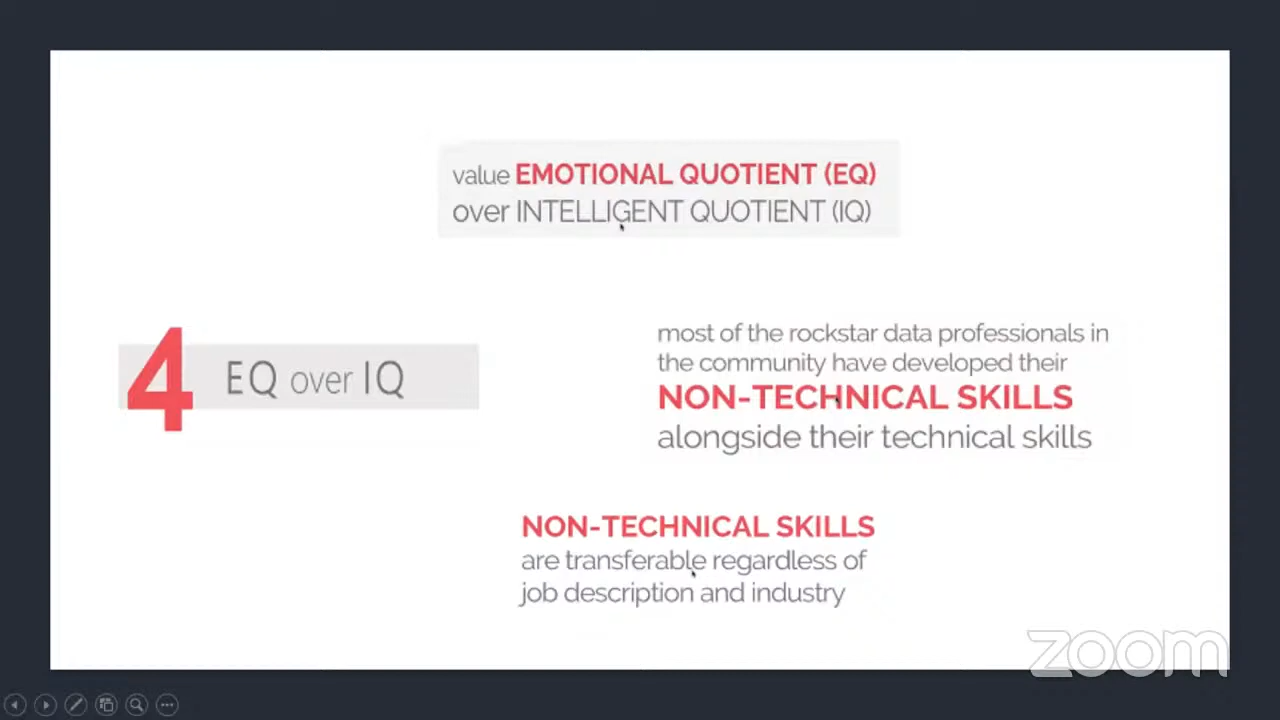 value EMOTIONAL QUOTIENT (EQ)
over INTELLIGENT QUOTIENT (IQ)
4 EQ over IQ
most of the rockstar data professionals in
the community have developed their
NON-TECHNICAL SKILLS
alongside their technical skills
NON-TECHNICAL SKILLS
are transferable regardless of
job description and industry
zoom